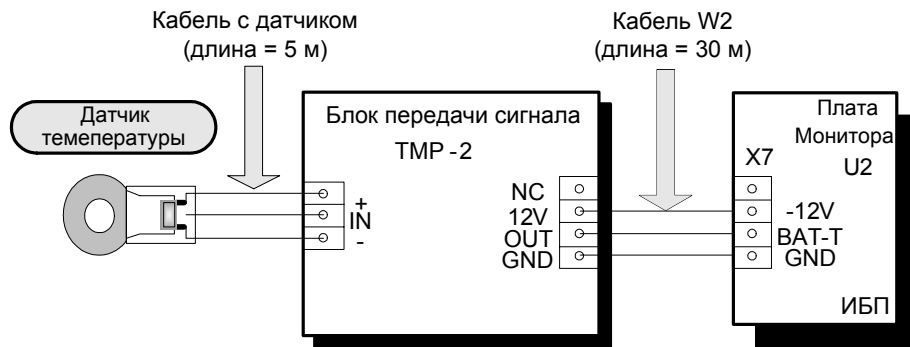 Кабель с датчиком
(длина = 5 м)
Кабель W2
(длина = 30 м)
Датчик
темепературы
Блок передачи сигнала
TMP -2
+
IN
-
NC
12V
OUT
GND
Плата
Монитора
U2
X7
-12V
BAT-T
GND
ИБП